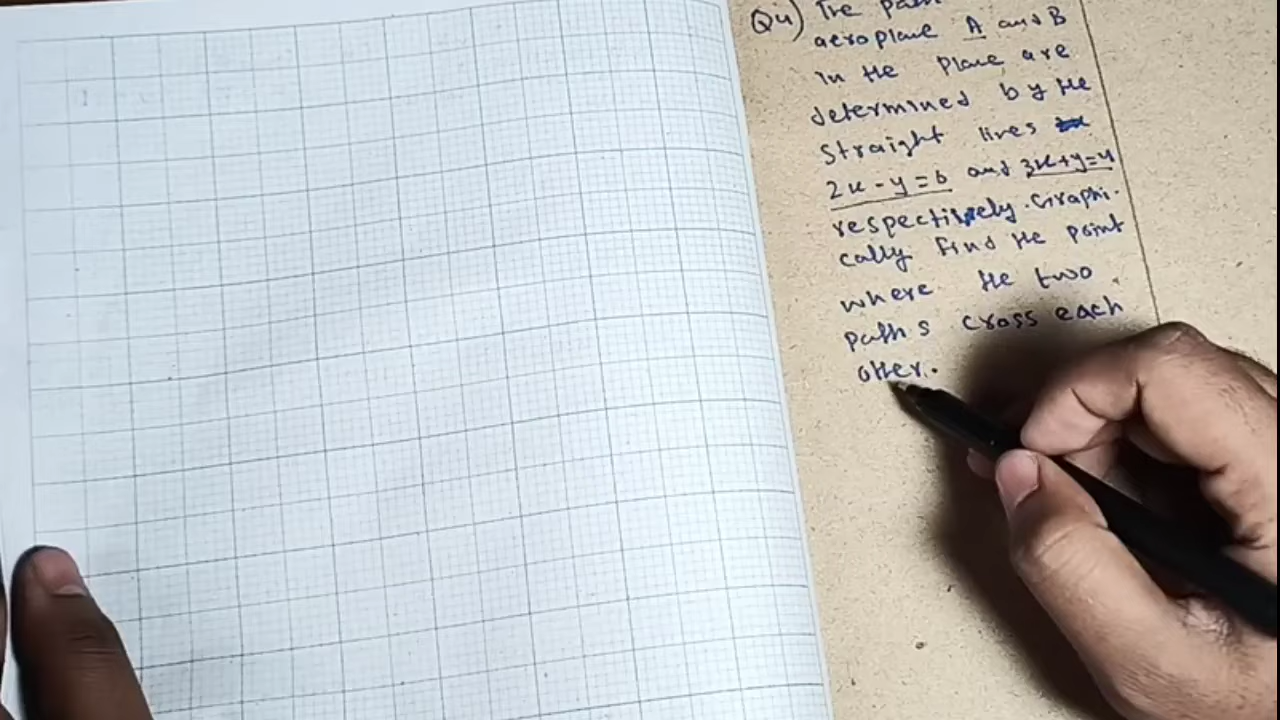 Q4) The path
aeroplane A and B
in the plane are
determined by the
straight lines
2x - y = 6 and 3x+y=4
respectively. Graphi-
cally find the point
where the two
paths cross each
other.